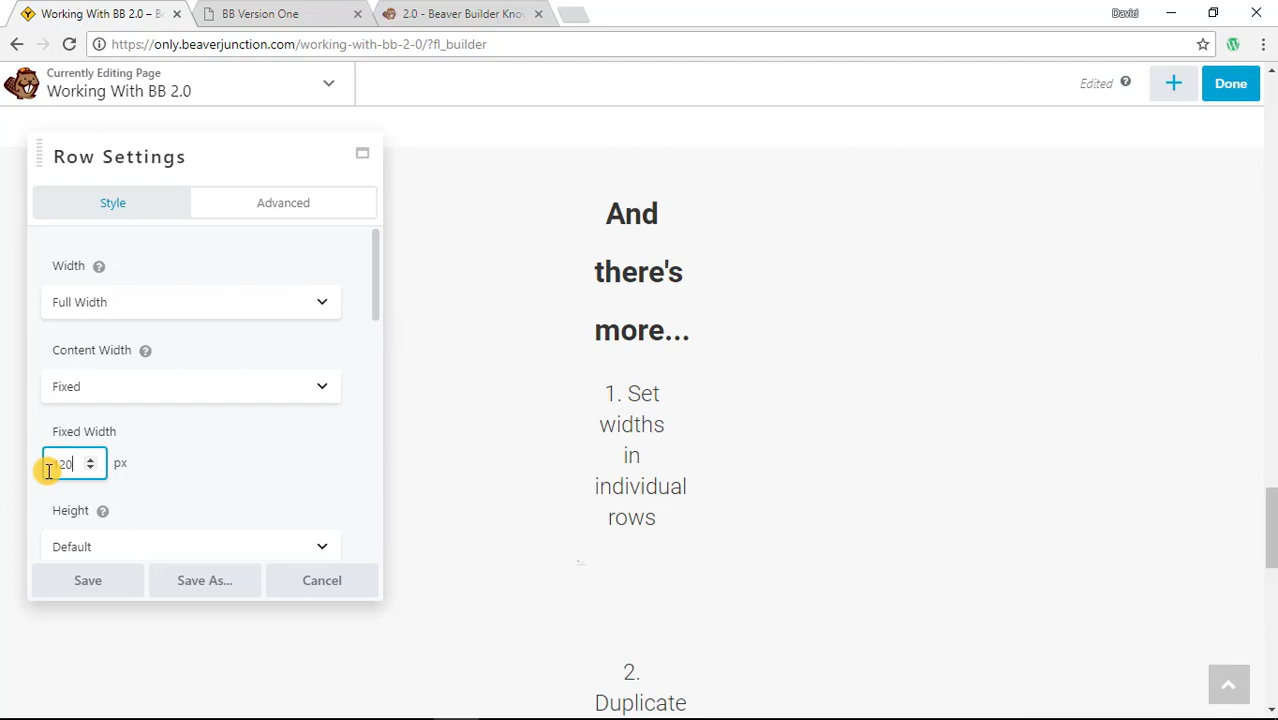 Working With BB 2.0 – B
BB Version One
2.0 - Beaver Builder Kno
David
https://only.beaverjunction.com/working-with-bb-2-0/?fl_builder
Currently Editing Page
Working With BB 2.0
Edited
Done
Row Settings
Style
Advanced
Width
Full Width
Content Width
Fixed
Fixed Width
120
px
Height
Default
Save
Save As...
Cancel
And
there's
more...
1. Set
widths
in
individual
rows
2.
Duplicate